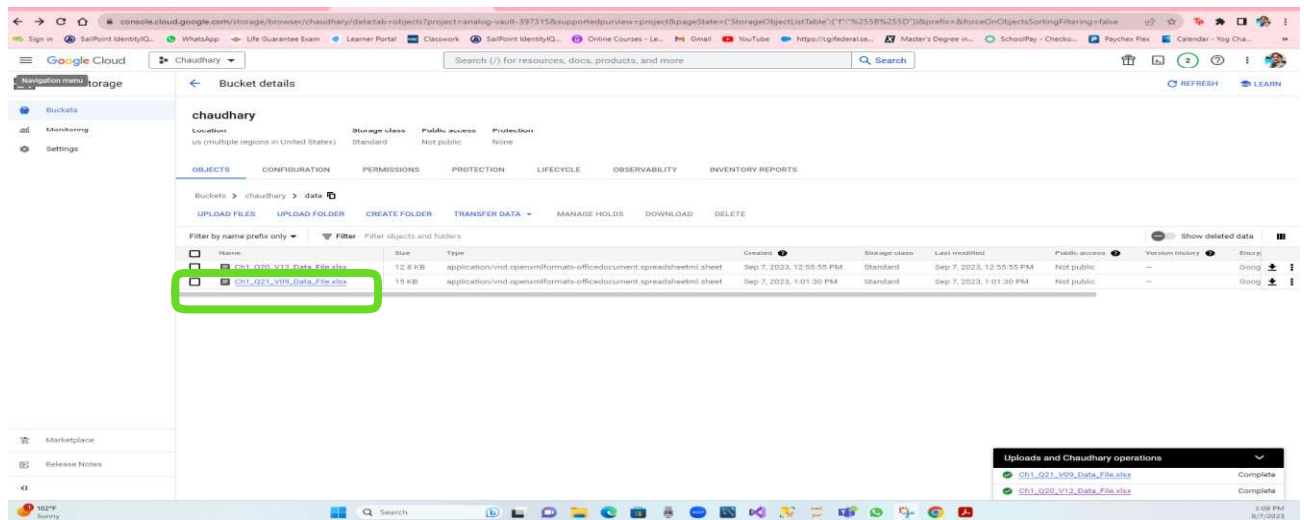 console.cloud.google.com/storage/browser/chaudhary/data;tab=objects?project=analog-vault-397315&supportedpurview=project&pageState=("StorageObjectListTable":("f":"%255B%255D"))&prefix=&forceOnObjectsSortingFiltering=false
Sign in SailPoint IdentityIQ... WhatsApp Life Guarantee Exam Learner Portal Classwork SailPoint IdentityIQ... Online Courses - Le... Gmail YouTube https://cgifederal.se... Master's Degree in... SchoolPay - Checko... Paychex Flex Calendar - Yog Cha...
Google Cloud Chaudhary Search (/) for resources, docs, products, and more Search 2
Navigation menu torage Bucket details REFRESH LEARN
Buckets
Monitoring
Settings
chaudhary
Location Storage class Public access Protection
us (multiple regions in United States) Standard Not public None
OBJECTS CONFIGURATION PERMISSIONS PROTECTION LIFECYCLE OBSERVABILITY INVENTORY REPORTS
Buckets > chaudhary > data
UPLOAD FILES UPLOAD FOLDER CREATE FOLDER TRANSFER DATA MANAGE HOLDS DOWNLOAD DELETE
Filter by name prefix only Filter Filter objects and folders Show deleted data
Name Size Type Created Storage class Last modified Public access Version history Encry
Ch1_Q20_V12_Data_File.xlsx 12.8 KB application/vnd.openxmlformats-officedocument.spreadsheetml.sheet Sep 7, 2023, 12:55:55 PM Standard Sep 7, 2023, 12:55:55 PM Not public – Goog
Ch1_Q21_V09_Data_File.xlsx 15 KB application/vnd.openxmlformats-officedocument.spreadsheetml.sheet Sep 7, 2023, 1:01:30 PM Standard Sep 7, 2023, 1:01:30 PM Not public – Goog
Marketplace
Release Notes
Uploads and Chaudhary operations
Ch1_Q21_V09_Data_File.xlsx Complete
Ch1_Q20_V12_Data_File.xlsx Complete
102°F
Sunny
Search
1:08 PM
9/7/2023